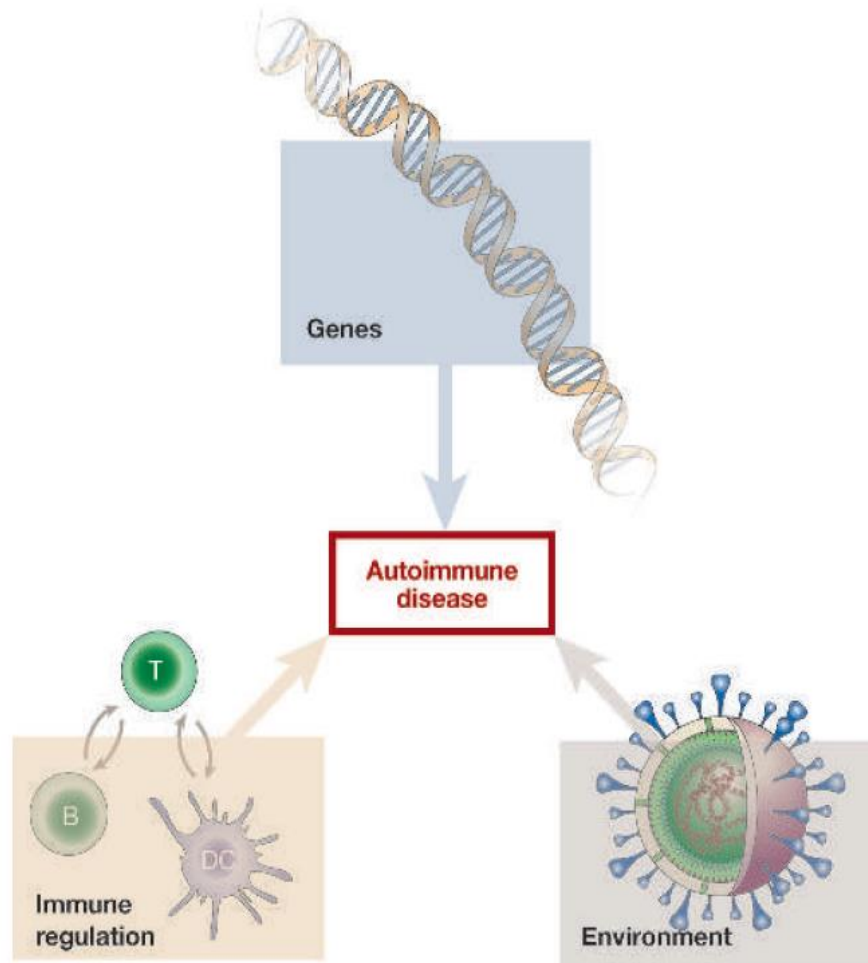 Genes
Autoimmune
disease
T
B
DC
Immune
regulation
Environment